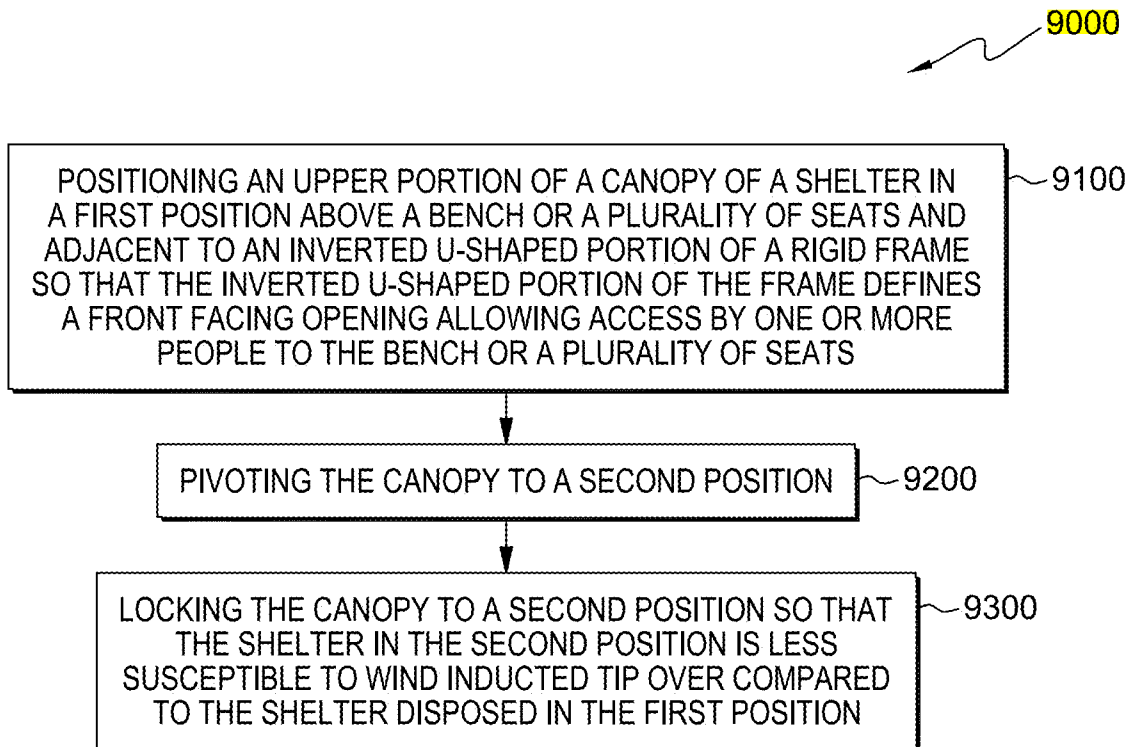 9000
POSITIONING AN UPPER PORTION OF A CANOPY OF A SHELTER IN
A FIRST POSITION ABOVE A BENCH OR A PLURALITY OF SEATS AND
ADJACENT TO AN INVERTED U-SHAPED PORTION OF A RIGID FRAME
SO THAT THE INVERTED U-SHAPED PORTION OF THE FRAME DEFINES
A FRONT FACING OPENING ALLOWING ACCESS BY ONE OR MORE
PEOPLE TO THE BENCH OR A PLURALITY OF SEATS
9100
PIVOTING THE CANOPY TO A SECOND POSITION
9200
LOCKING THE CANOPY TO A SECOND POSITION SO THAT
THE SHELTER IN THE SECOND POSITION IS LESS
SUSCEPTIBLE TO WIND INDUCTED TIP OVER COMPARED
TO THE SHELTER DISPOSED IN THE FIRST POSITION
9300